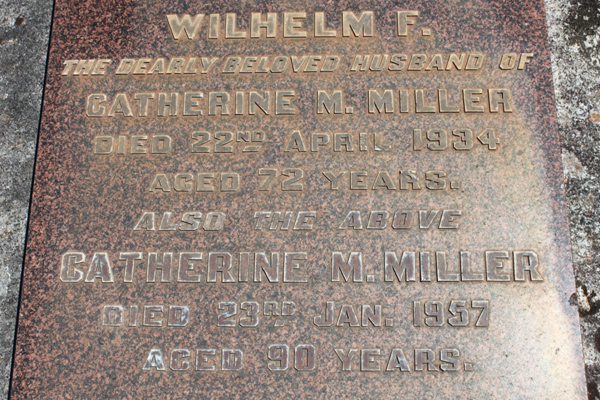 WILHELM F.
THE DEARLY BELOVED HUSBAND OF
CATHERINE M. MILLER
DIED 22ND APRIL 1934
AGED 72 YEARS.
ALSO THE ABOVE
CATHERINE M. MILLER
DIED 23RD JAN. 1957
AGED 90 YEARS.